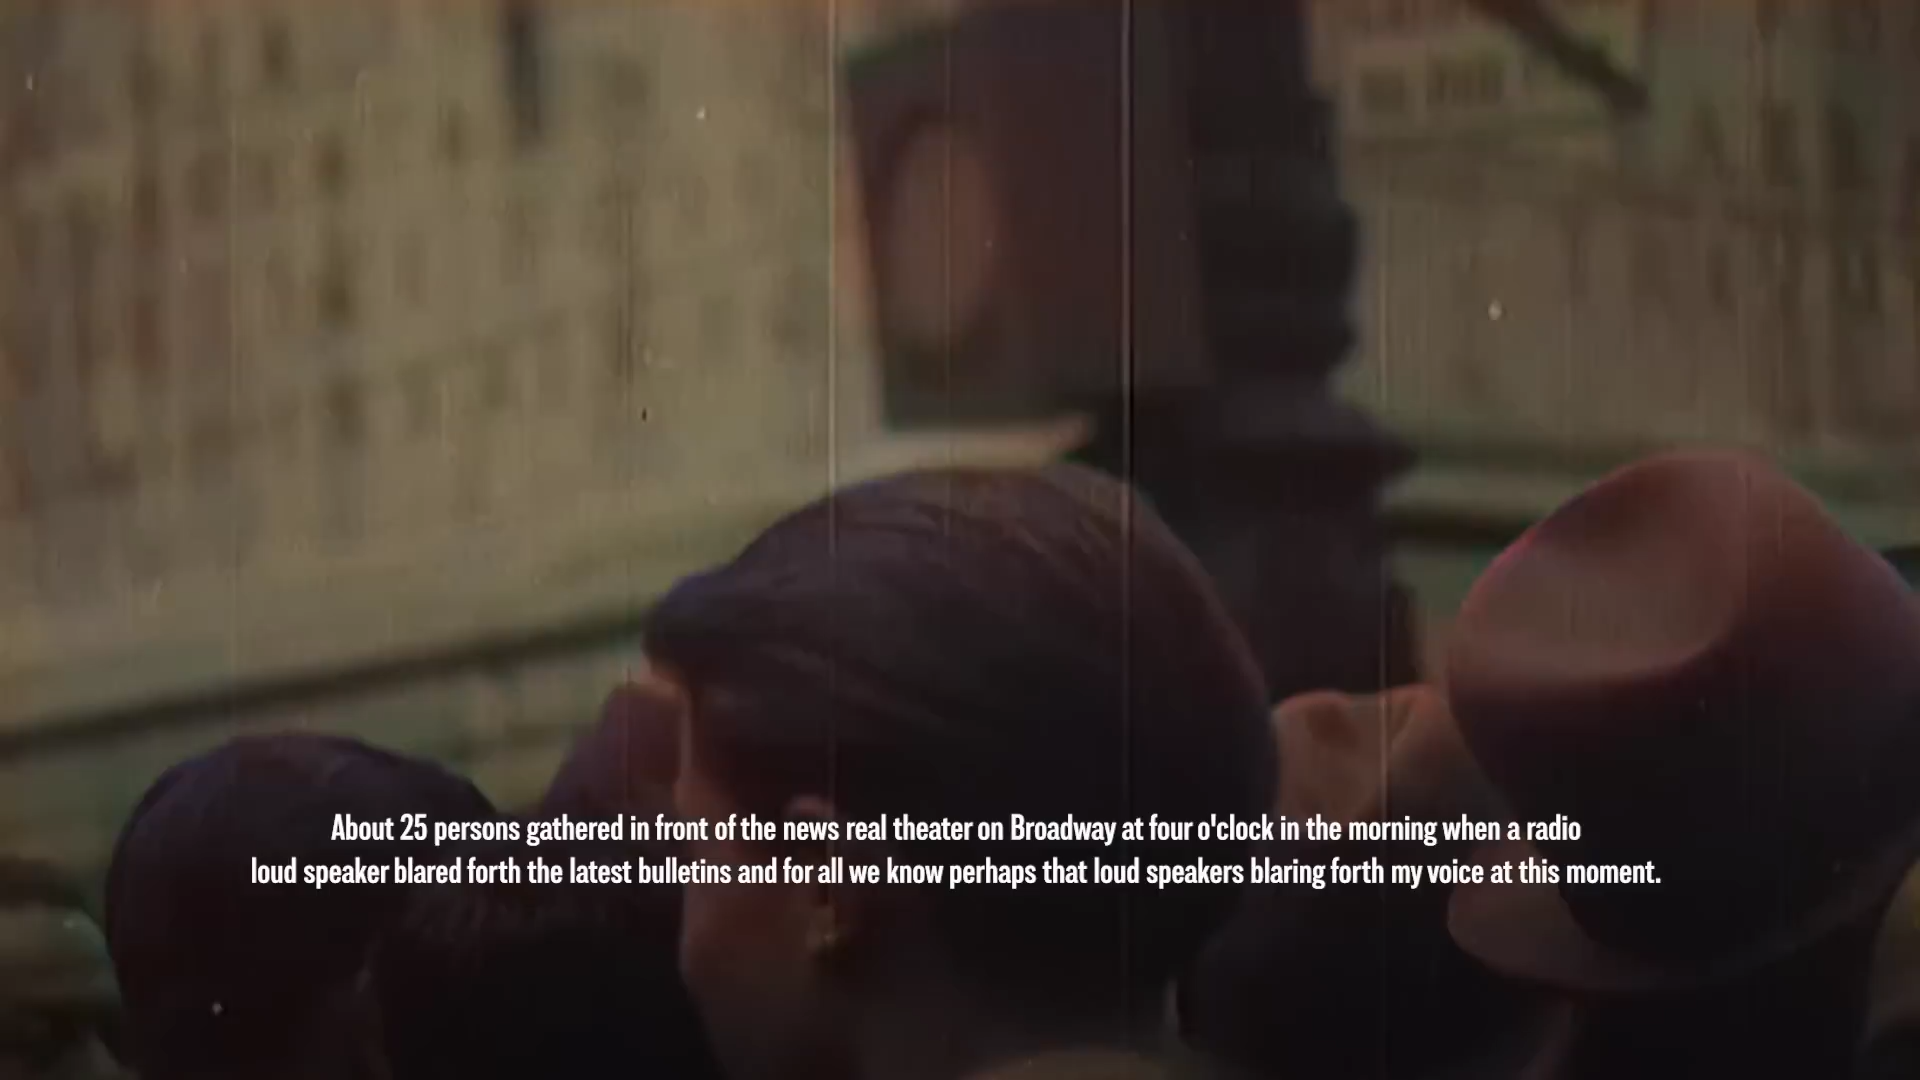 About 25 persons gathered in front of the news real theater on Broadway at four o'clock in the morning when a radio
loud speaker blared forth the latest bulletins and for all we know perhaps that loud speakers blaring forth my voice at this moment.